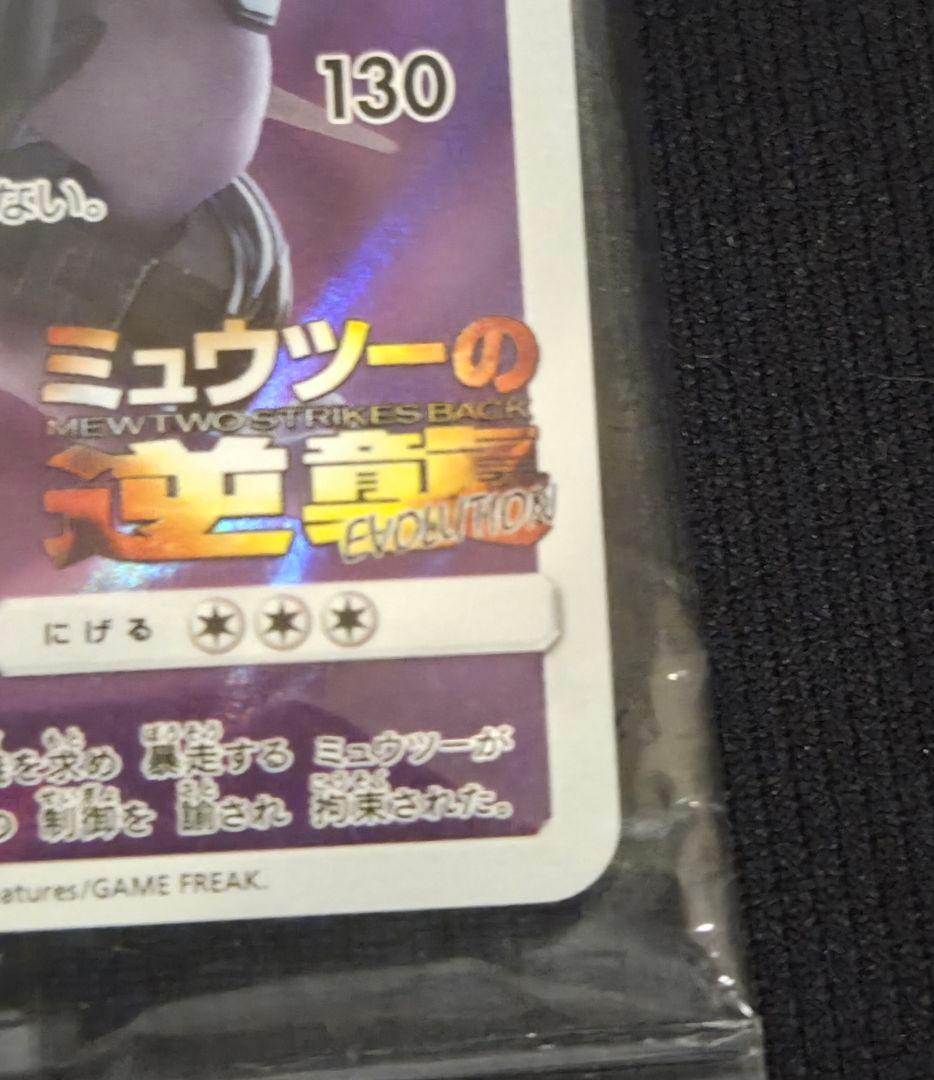 130
ない。
ミュウツーの
MEWTWO STRIKES BACK
逆襲
EVOLUTION
にげる
を求め 暴走する ミュウツーが
の 制御を 諭され 拘束された。
atures/GAME FREAK.